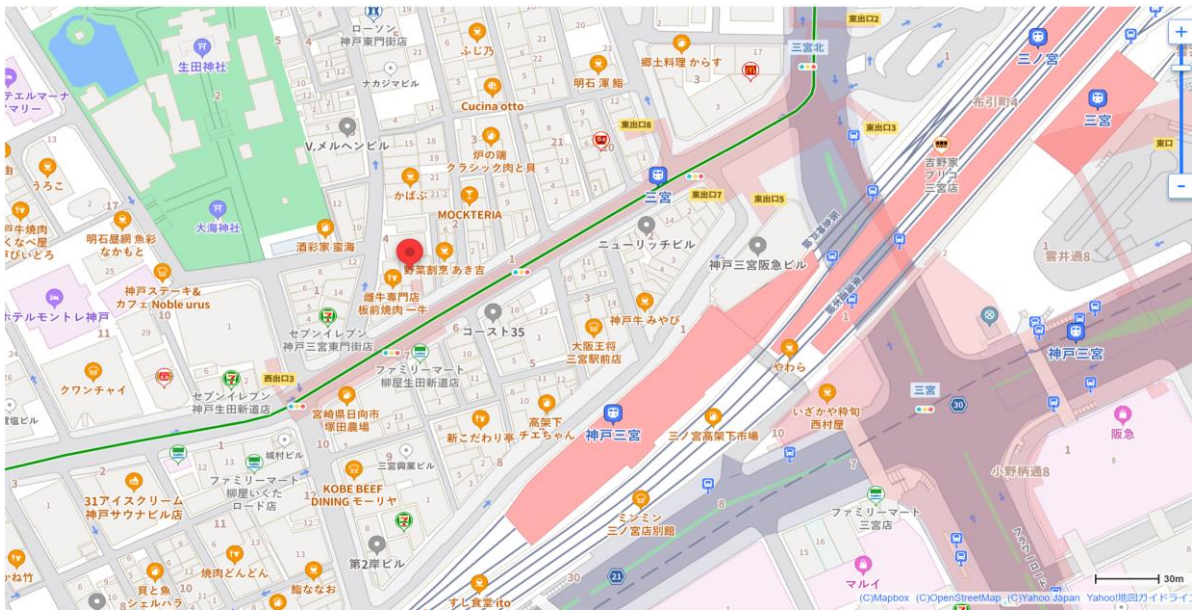 ローソン
神戸東門街店
ふじ乃
生田神社
ナカジマビル
明石 渾 鮨
郷土料理 からす
東出口2
三宮北
三ノ宮
三宮
布引町4
東口
Cucina otto
V.メルヘンビル
炉の端
クラシック肉と貝
東出口8
東出口3
吉野家
プリコ
三宮店
うろこ
かばぶ
三宮
東出口7
東出口5
MOCKTERIA
大海神社
明石昼網 魚彩
なかもと
酒彩家 蜜海
ニューリッチビル
神戸三宮阪急ビル
雲井通8
野菜割烹 あき吉
神戸ステーキ&
カフェ Noble urus
雌牛専門店
板前焼肉 一牛
ホテルモントレ神戸
セブンイレブン
神戸三宮東門街店
コースト35
神戸牛 みやび
大阪王将
三宮駅前店
神戸三宮
やわら
クワンチャイ
セブンイレブン
神戸生田新道店
西出口3
ファミリーマート
柳屋生田新道店
三宮
30
いざかや粋旬
西村屋
宮崎県日向市
塚田農場
新こだわり亭
高架下
チエちゃん
神戸三宮
三ノ宮高架下市場
阪急
小野柄通8
城村ビル
三宮興業ビル
ファミリーマート
柳屋いくた
ロード店
31アイスクリーム
神戸サウナビル店
KOBE BEEF
DINING モーリヤ
ミンミン
三ノ宮店別館
ファミリーマート
三宮店
フラワーロード
第2岸ビル
焼肉どんどん
貝と魚
シェルハラ
鮨ななお
すし食堂 ito
21
マルイ
30m
(C)Mapbox (C)OpenStreetMap (C)Yahoo Japan Yahoo!地図ガイドライン